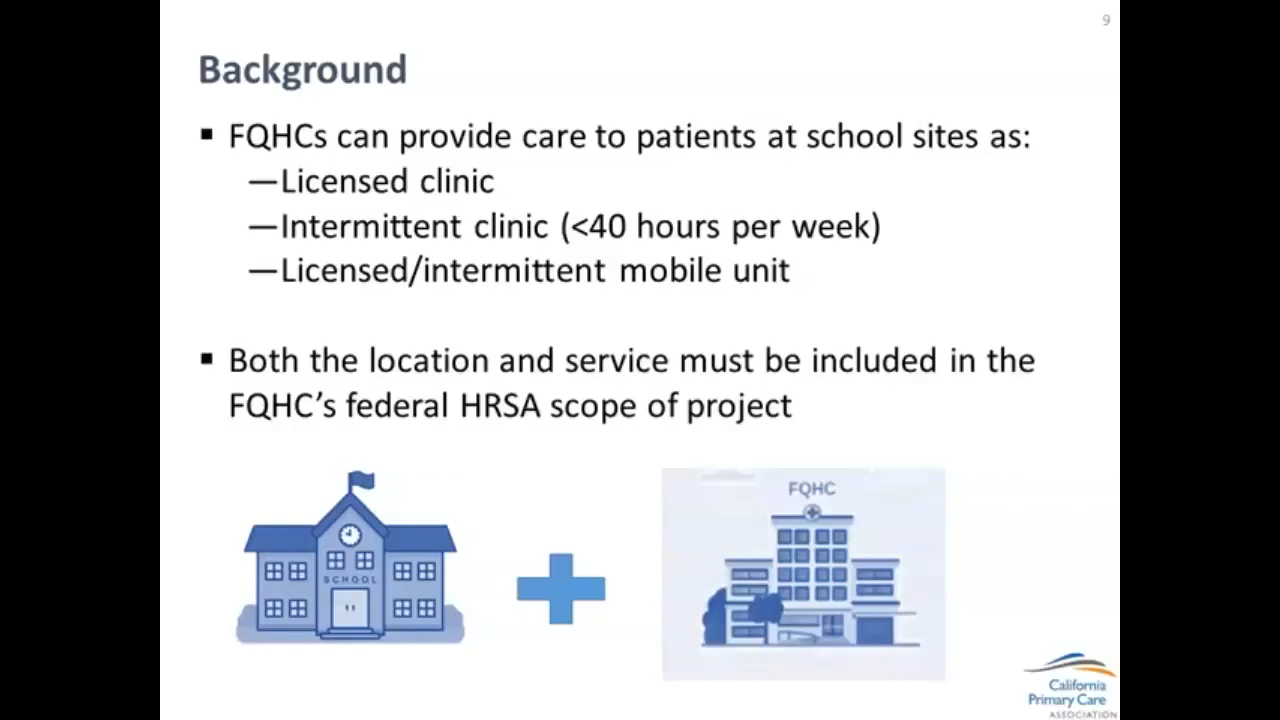 9
Background
▪ FQHCs can provide care to patients at school sites as:
—Licensed clinic
—Intermittent clinic (<40 hours per week)
—Licensed/intermittent mobile unit
▪ Both the location and service must be included in the
FQHC’s federal HRSA scope of project
SCHOOL
FQHC
California
Primary Care
ASSOCIATION